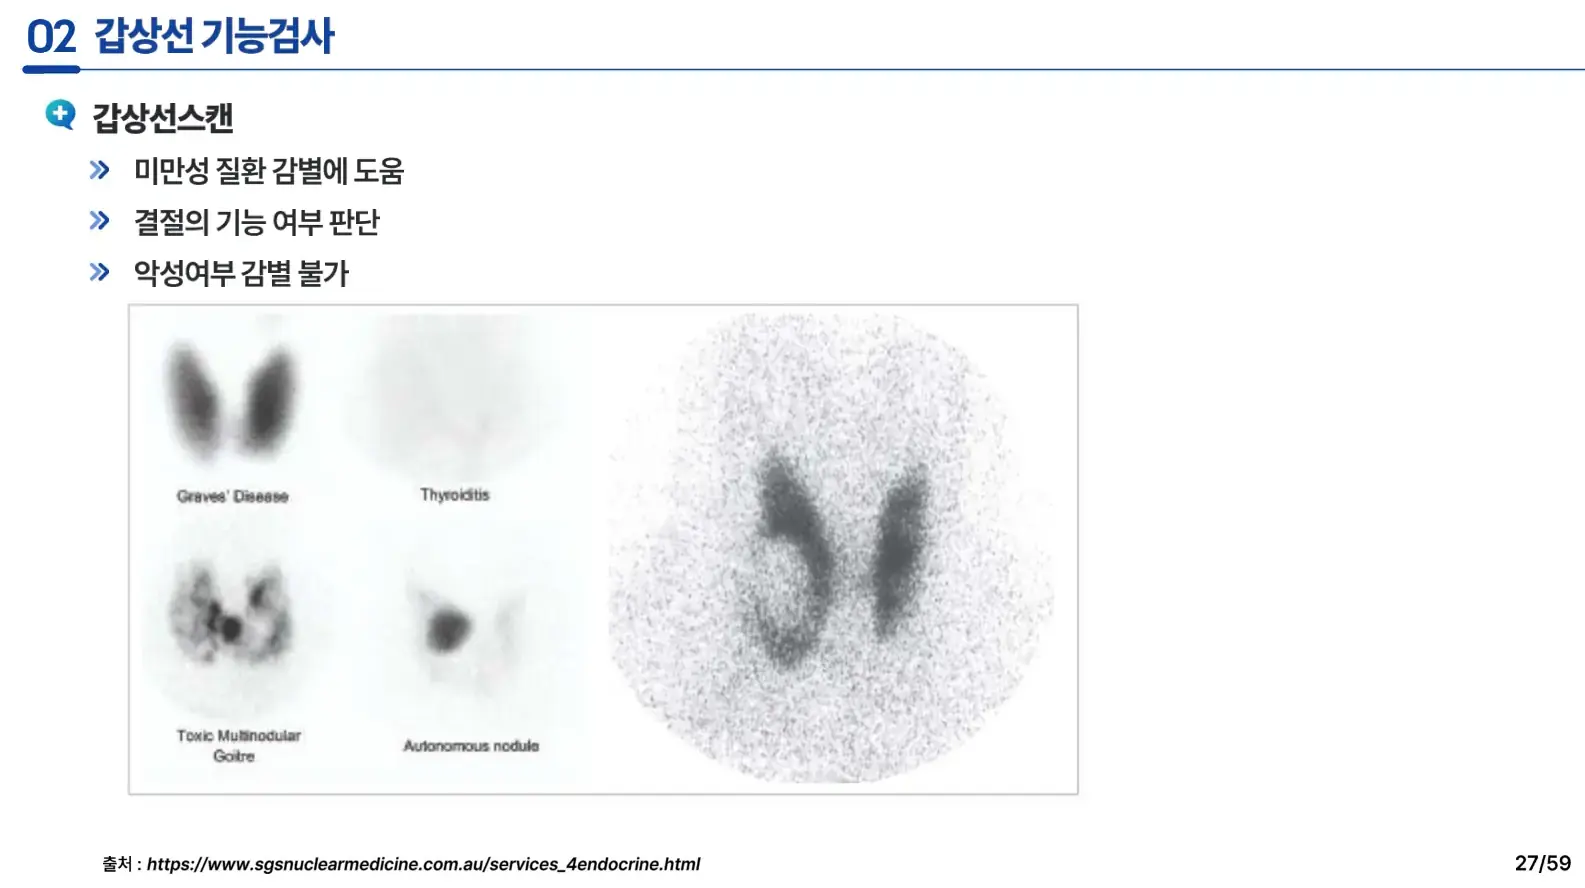 02 갑상선 기능검사
갑상선스캔
미만성 질환 감별에 도움
결절의 기능 여부 판단
악성여부 감별 불가
Graves' Disease
Thyroiditis
Toxic Multinodular
Goitre
Autonomous nodule
출처 : https://www.sgsnuclearmedicine.com.au/services_4endocrine.html
27/59